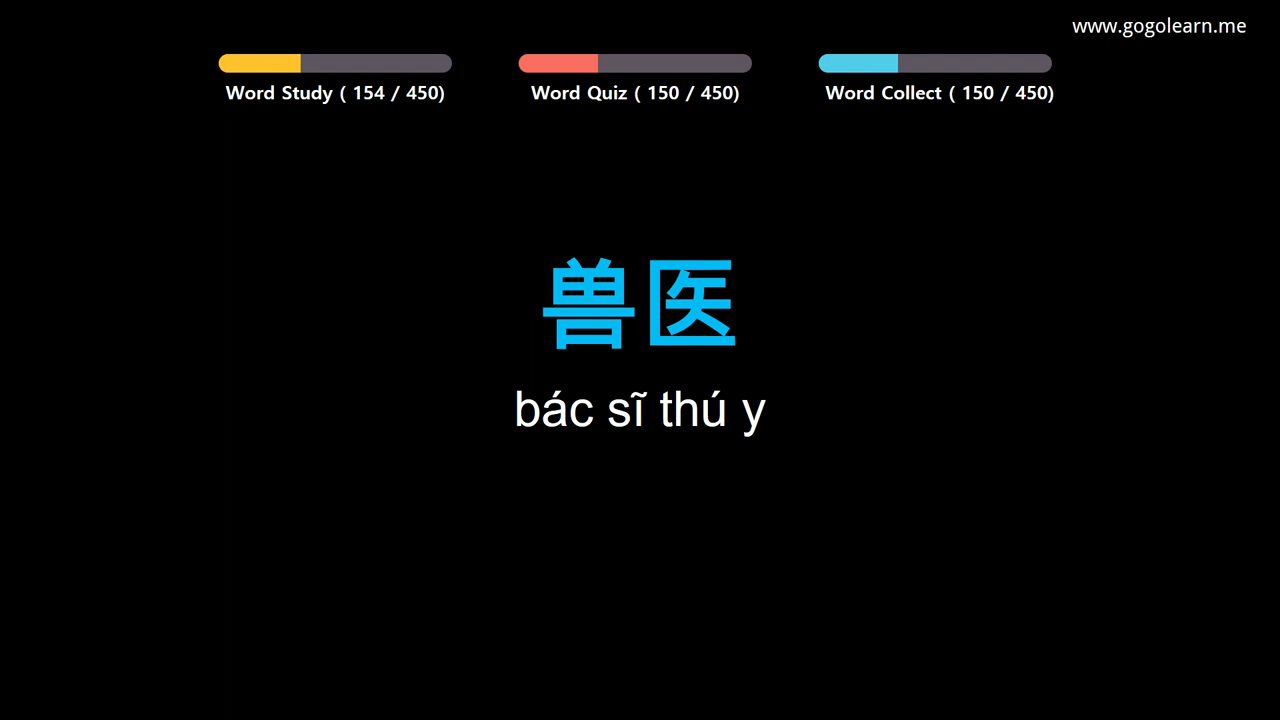 www.gogolearn.me
Word Study ( 154 / 450)
Word Quiz ( 150 / 450)
Word Collect ( 150 / 450)
兽医
bác sĩ thú y